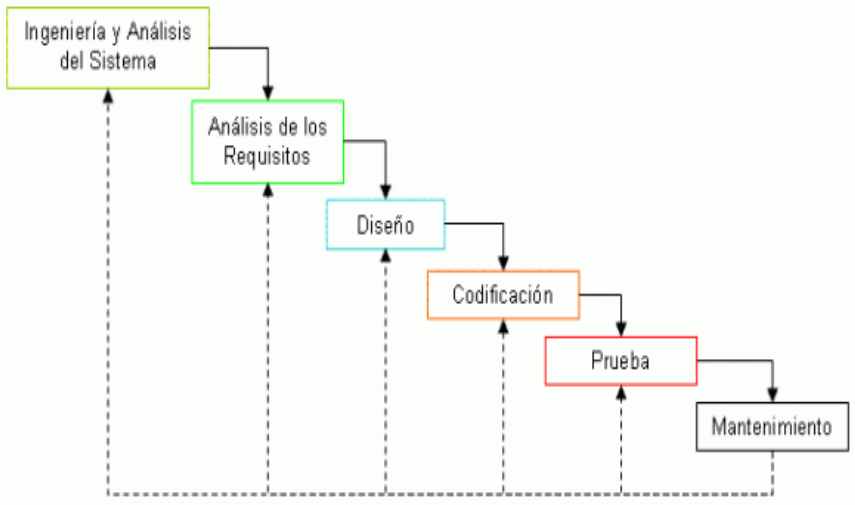 Ingeniería y Análisis
del Sistema
Análisis de los
Requisitos
Diseño
Codificación
Prueba
Mantenimiento